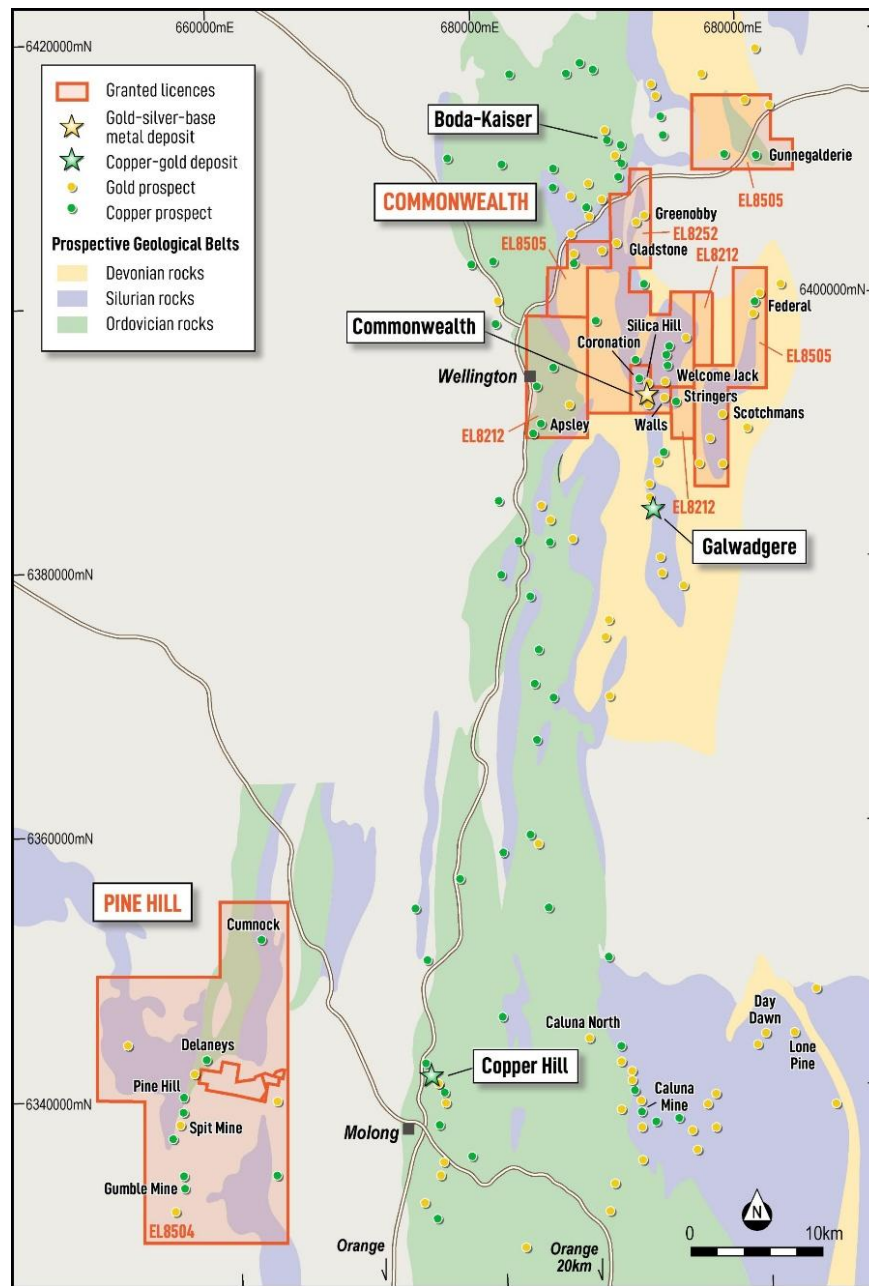 660000mE
680000mE
680000mE
6420000mN
Granted licences
Gold-silver-base
metal deposit
Copper-gold deposit
Gold prospect
Copper prospect
Prospective Geological Belts
Devonian rocks
Silurian rocks
Ordovician rocks
Boda-Kaiser
Gunnegalderie
EL8505
COMMONWEALTH
Greenobby
EL8252
Gladstone
EL8212
EL8505
6400000mN
Federal
Commonwealth
Silica Hill
Coronation
EL8505
Wellington
Welcome Jack
Stringers
Scotchmans
Walls
Apsley
EL8212
EL8212
Galwadgere
6380000mN
6360000mN
PINE HILL
Cumnock
Day
Dawn
Lone
Pine
Caluna North
Delaneys
Copper Hill
Pine Hill
Caluna
Mine
6340000mN
Spit Mine
Molong
Gumble Mine
EL8504
N
0
10km
Orange
Orange
20km